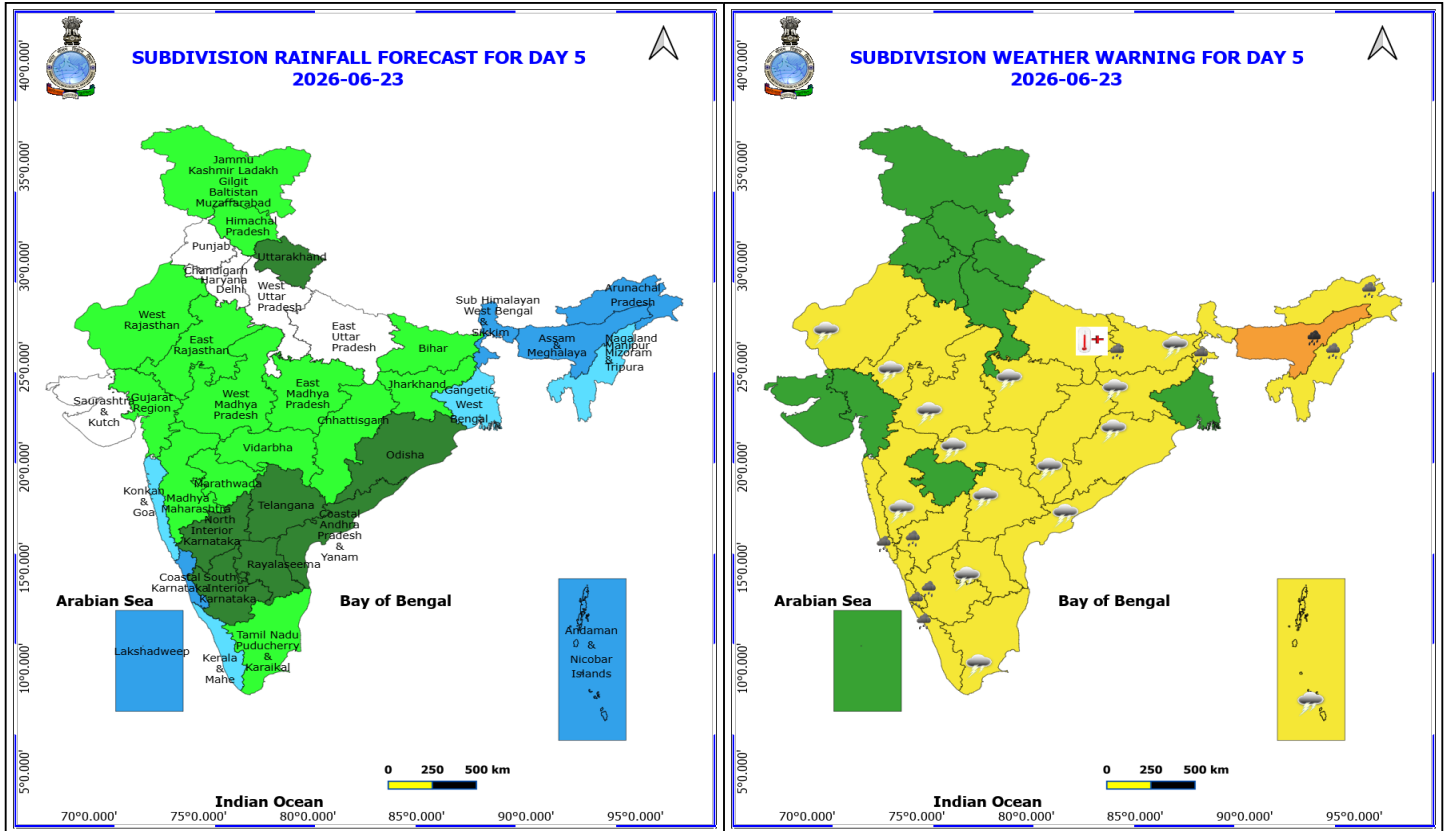 SUBDIVISION RAINFALL FORECAST FOR DAY 5
2026-06-23
40°0.000'
35°0.000'
30°0.000'
25°0.000'
20°0.000'
15°0.000'
10°0.000'
5°0.000'
Jammu
Kashmir Ladakh
Gilgit
Baltistan
Muzaffarabad
Himachal
Pradesh
Punjab
Uttarakhand
Chandigarh
Haryana
Delhi
West
Uttar
Pradesh
East
Uttar
Pradesh
West
Rajasthan
East
Rajasthan
Bihar
Sub Himalayan
West Bengal
&
Sikkim
Arunachal
Pradesh
Assam
&
Meghalaya
Nagaland
Manipur
Mizoram
&
Tripura
Jharkhand
Gangetic
West
Bengal
Saurashtra
&
Kutch
Gujarat
Region
West
Madhya
Pradesh
East
Madhya
Pradesh
Chhattisgarh
Vidarbha
Odisha
Konkan
&
Goa
Madhya
Maharashtra
Marathwada
Telangana
North
Interior
Karnataka
Coastal
Andhra
Pradesh
&
Yanam
Rayalaseema
Coastal
Karnataka
South
Interior
Karnataka
Tamil Nadu
Puducherry
&
Karaikal
Kerala
&
Mahe
Arabian Sea
Bay of Bengal
Lakshadweep
Andaman
&
Nicobar
Islands
0 250 500 km
Indian Ocean
70°0.000' 75°0.000' 80°0.000' 85°0.000' 90°0.000' 95°0.000'
SUBDIVISION WEATHER WARNING FOR DAY 5
2026-06-23
40°0.000'
35°0.000'
30°0.000'
25°0.000'
20°0.000'
15°0.000'
10°0.000'
5°0.000'
Arabian Sea
Bay of Bengal
0 250 500 km
Indian Ocean
70°0.000' 75°0.000' 80°0.000' 85°0.000' 90°0.000' 95°0.000'